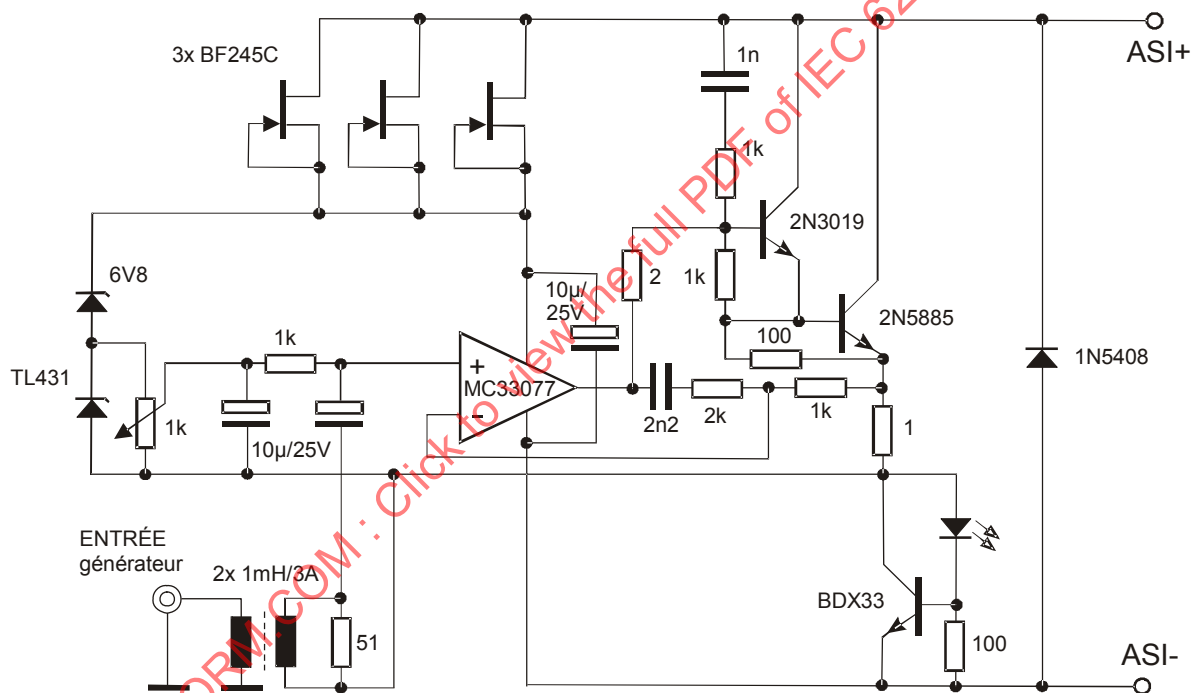 ASI+
3x BF245C
1n
1k
2N3019
6V8
10µ/
25V
2
1k
2N5885
1k
100
1N5408
TL431
+
MC33077
-
1k
2n2
2k
1k
1
10µ/25V
ENTRÉE
générateur
2x 1mH/3A
BDX33
51
100
ASI-
ORM.COM : Click to view the full PDF of IEC 62